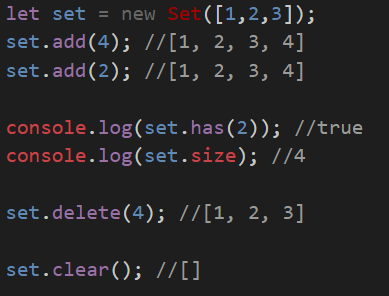 let set = new Set([1,2,3]);
set.add(4); //[1, 2, 3, 4]
set.add(2); //[1, 2, 3, 4]
console.log(set.has(2)); //true
console.log(set.size); //4
set.delete(4); //[1, 2, 3]
set.clear(); //[]